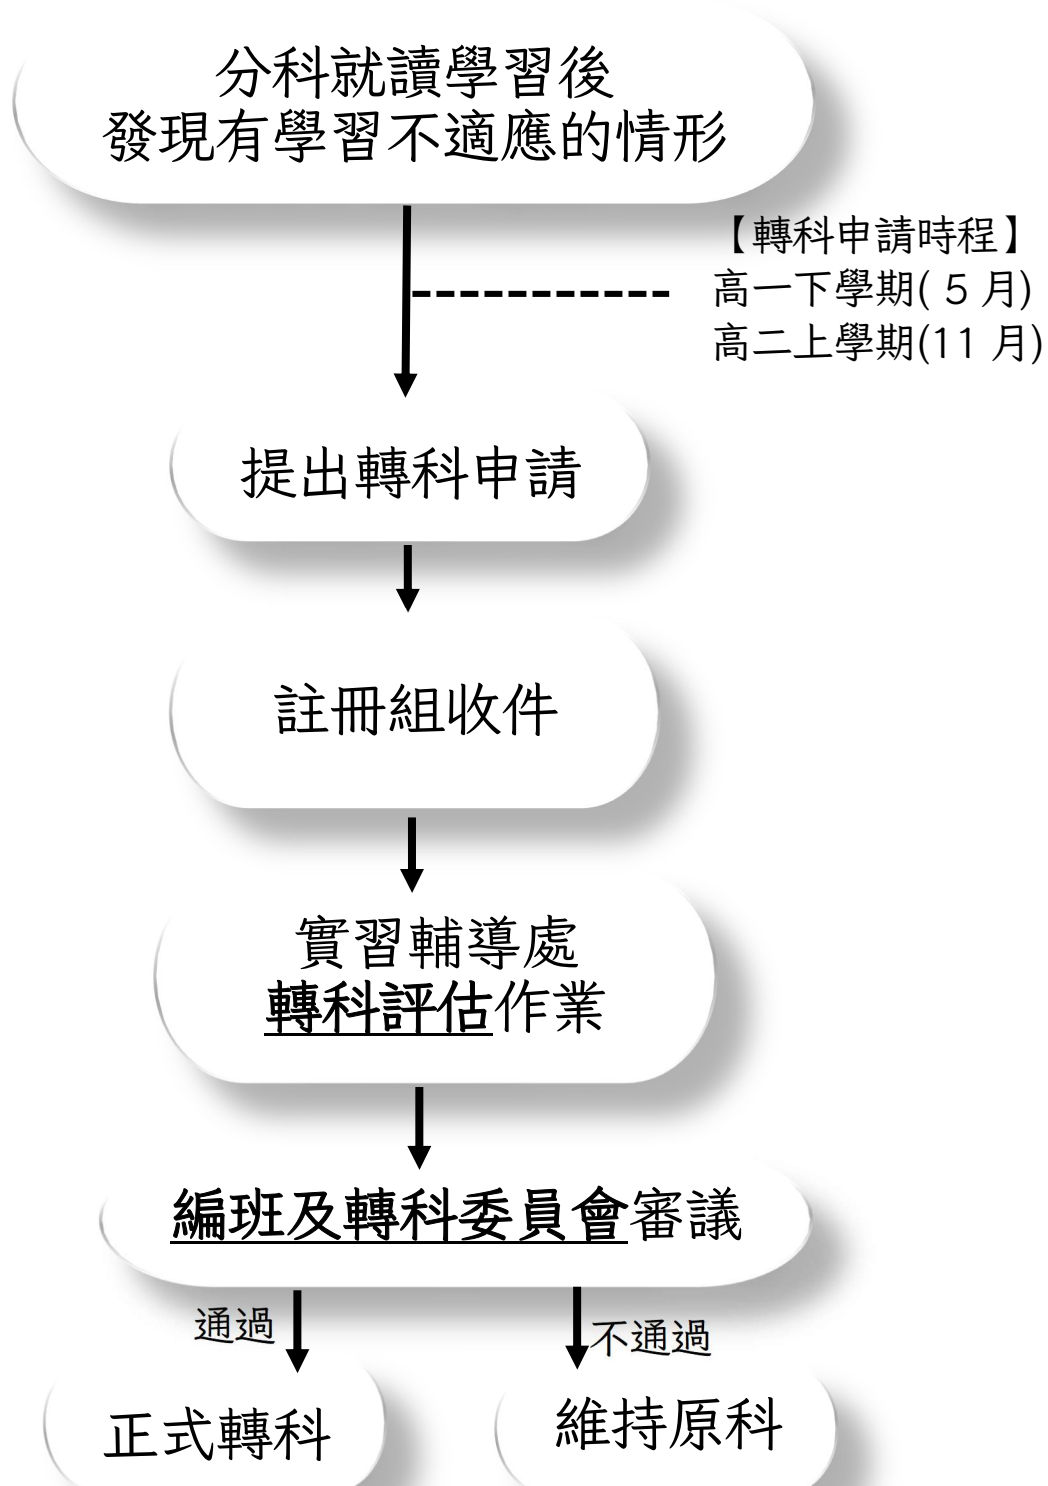 分科就讀學習後
發現有學習不適應的情形
【轉科申請時程】
高一下學期( 5 月)
高二上學期(11 月)
提出轉科申請
註冊組收件
實習輔導處
轉科評估作業
編班及轉科委員會審議
通過
不通過
正式轉科
維持原科